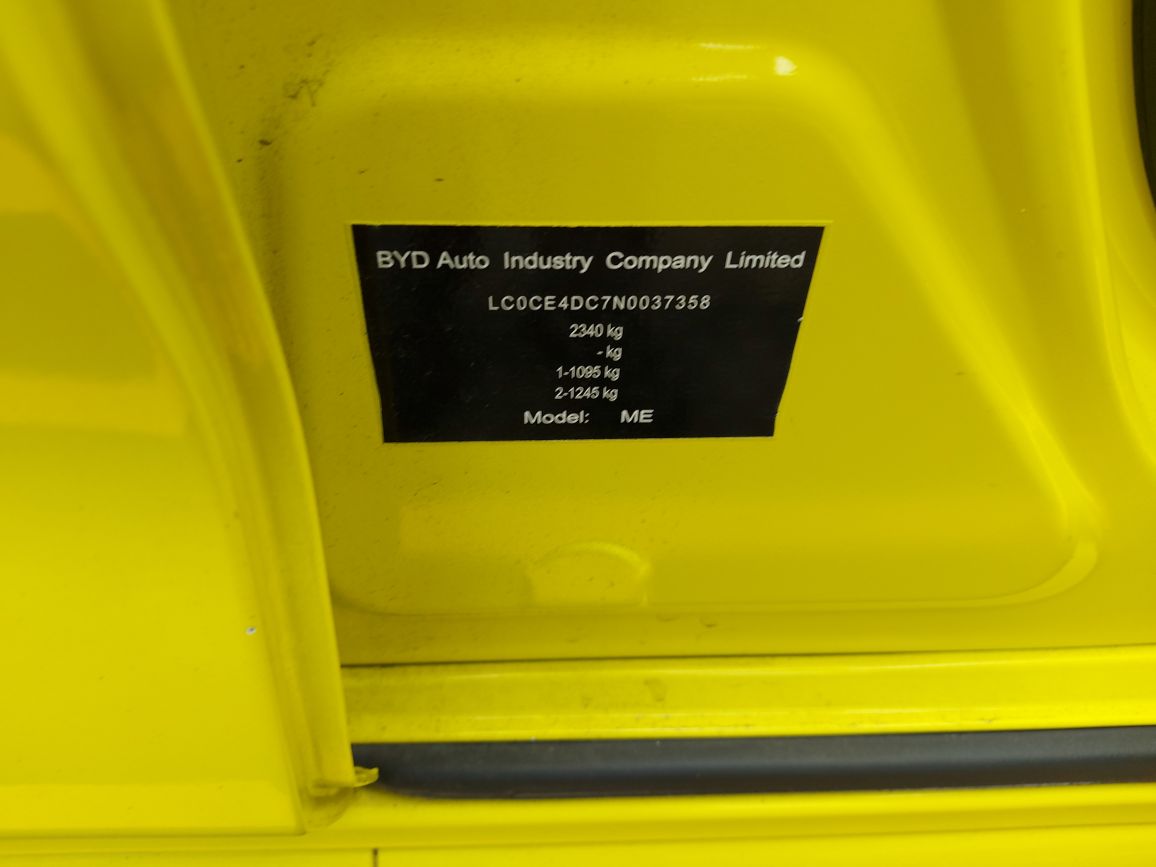 BYD Auto Industry Company Limited
LC0CE4DC7N0037358
2340 kg
- kg
1-1095 kg
2-1245 kg
Model: ME